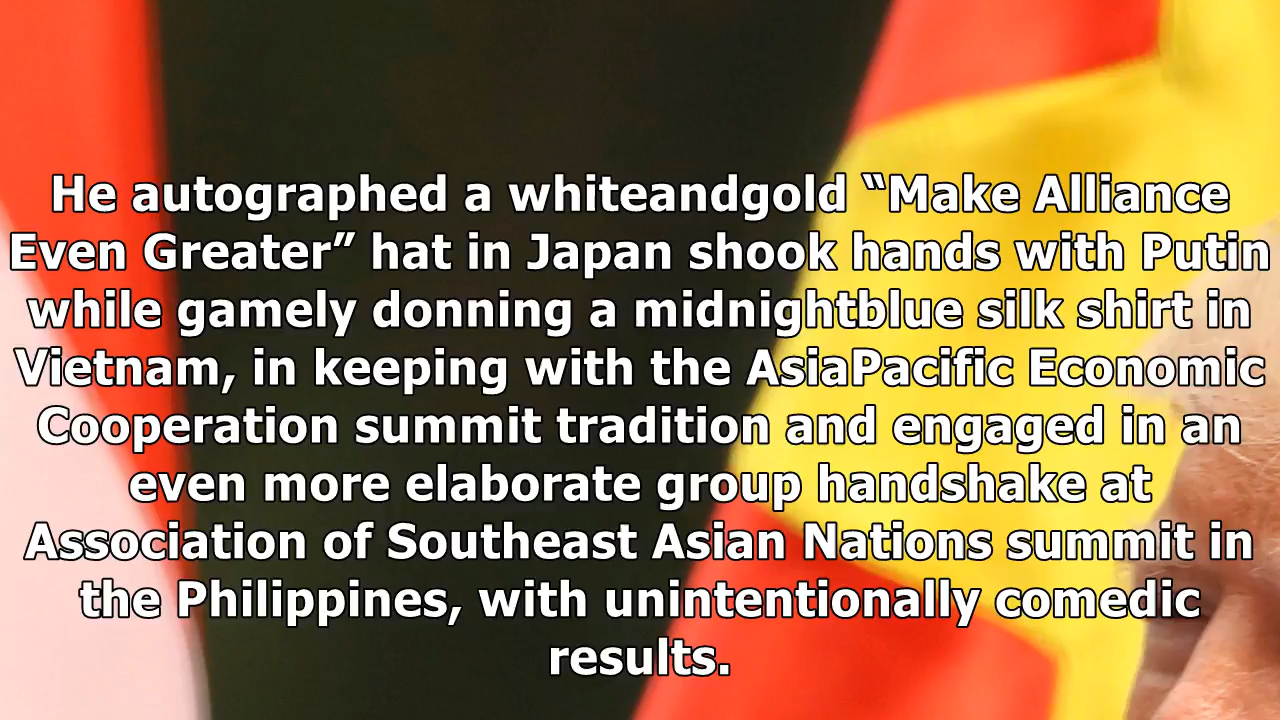 He autographed a whiteandgold “Make Alliance
Even Greater” hat in Japan shook hands with Putin
while gamely donning a midnightblue silk shirt in
Vietnam, in keeping with the AsiaPacific Economic
Cooperation summit tradition and engaged in an
even more elaborate group handshake at
Association of Southeast Asian Nations summit in
the Philippines, with unintentionally comedic
results.